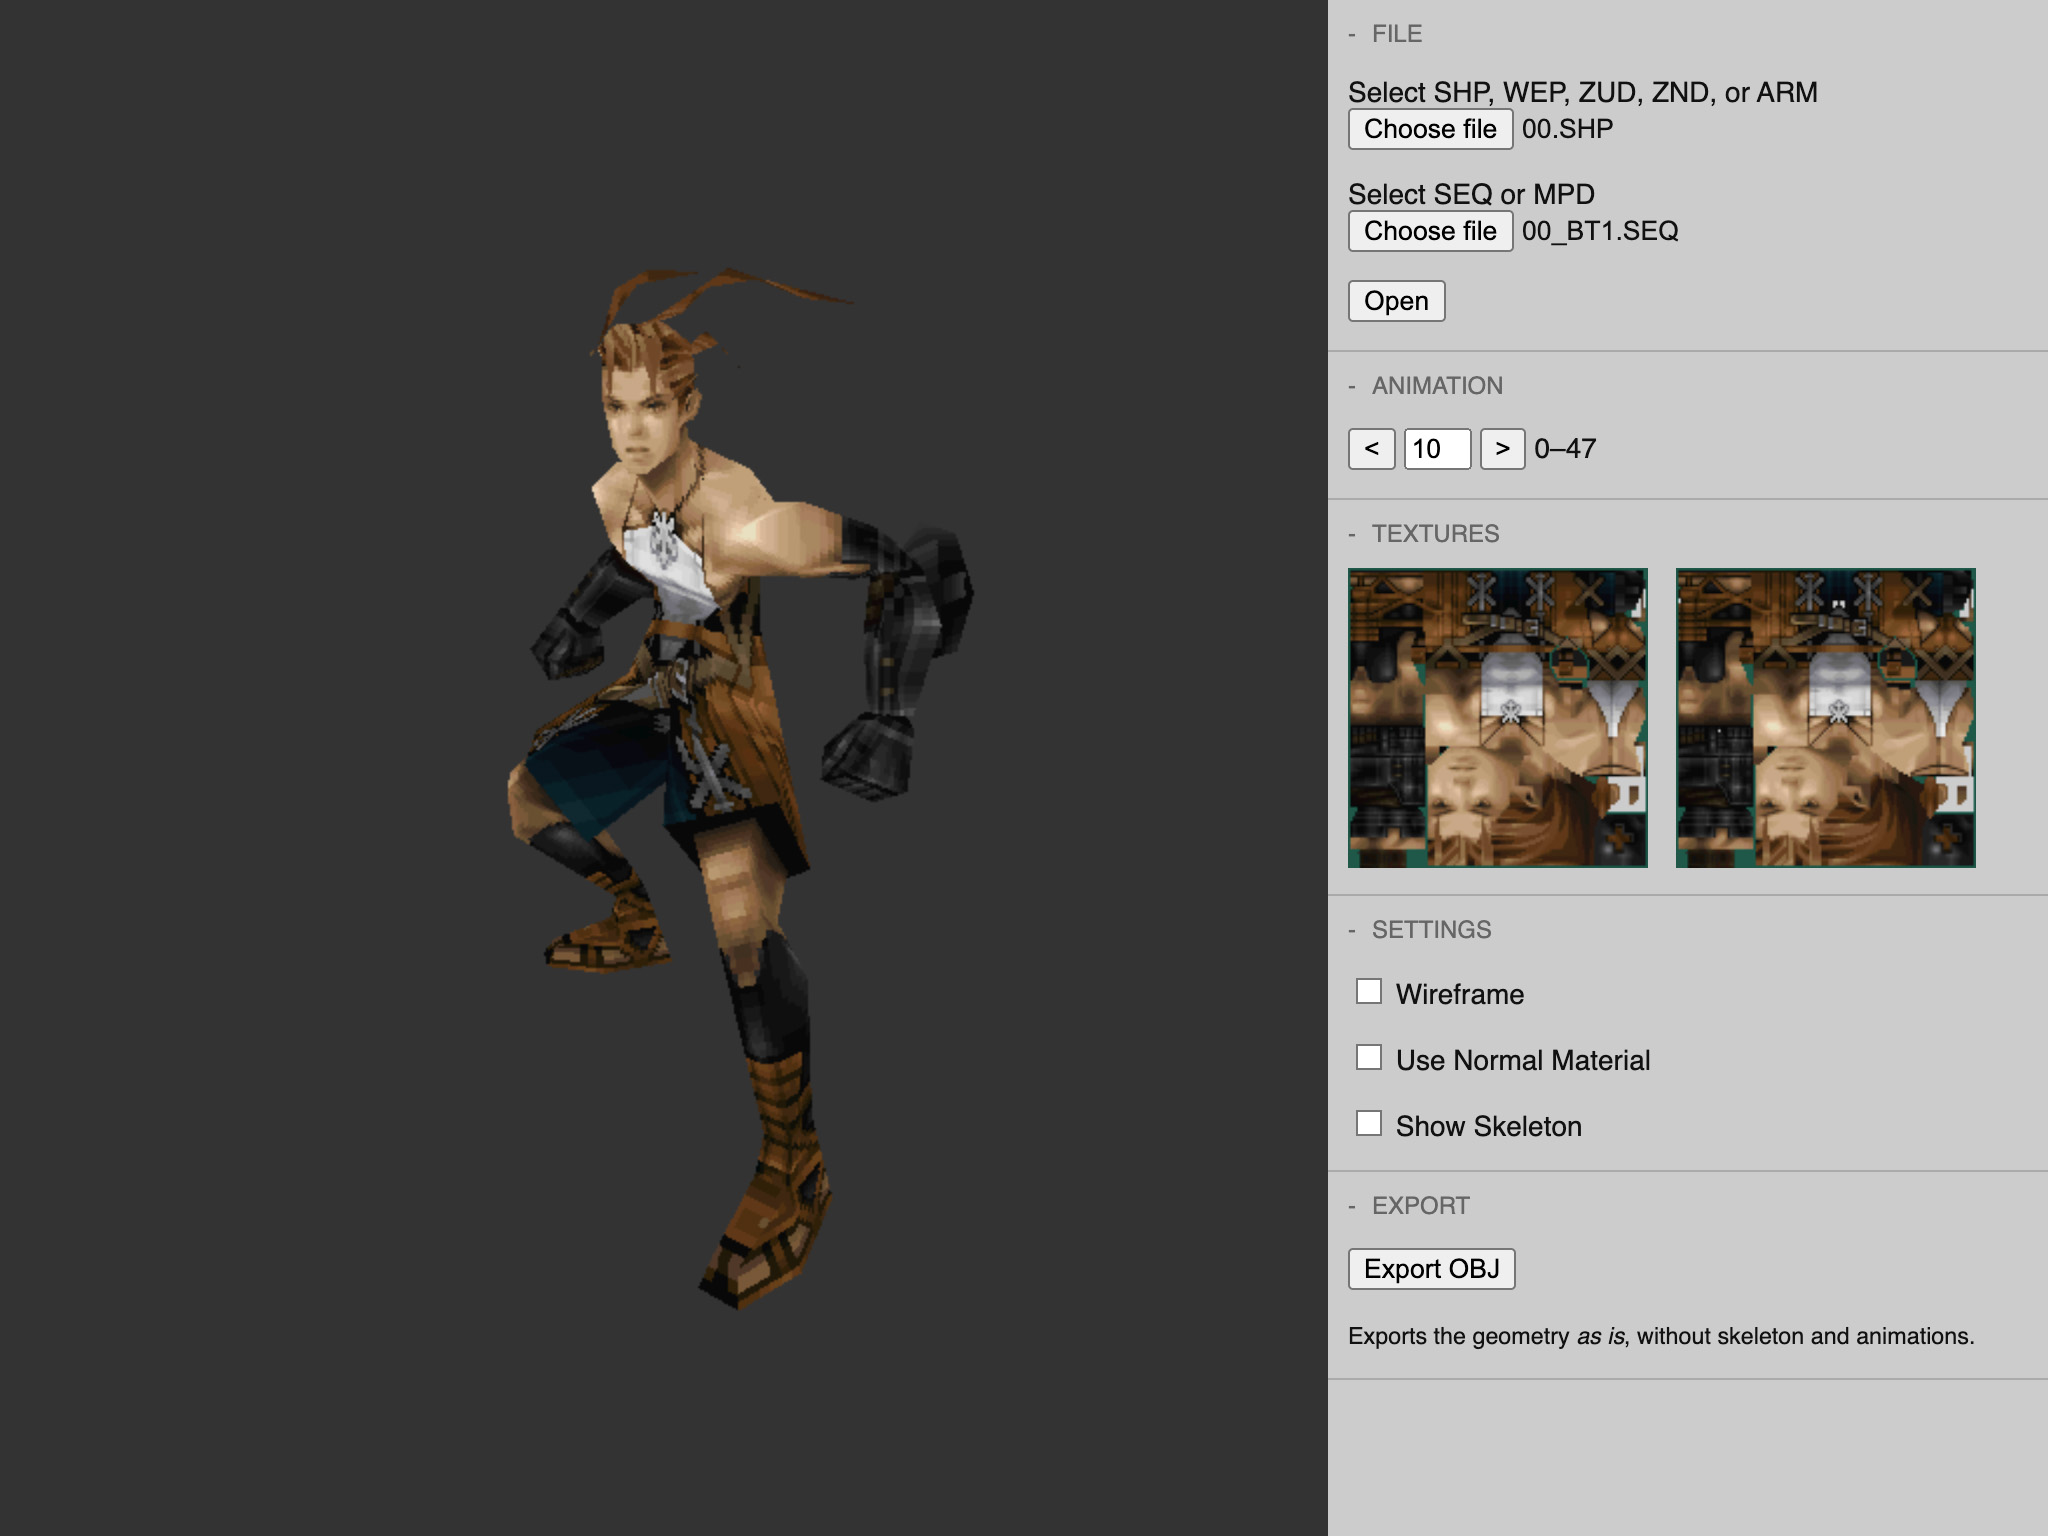 - FILE
Select SHP, WEP, ZUD, ZND, or ARM
Choose file 00.SHP
Select SEQ or MPD
Choose file 00_BT1.SEQ
Open
- ANIMATION
< 10 > 0–47
- TEXTURES
- SETTINGS
Wireframe
Use Normal Material
Show Skeleton
- EXPORT
Export OBJ
Exports the geometry as is, without skeleton and animations.